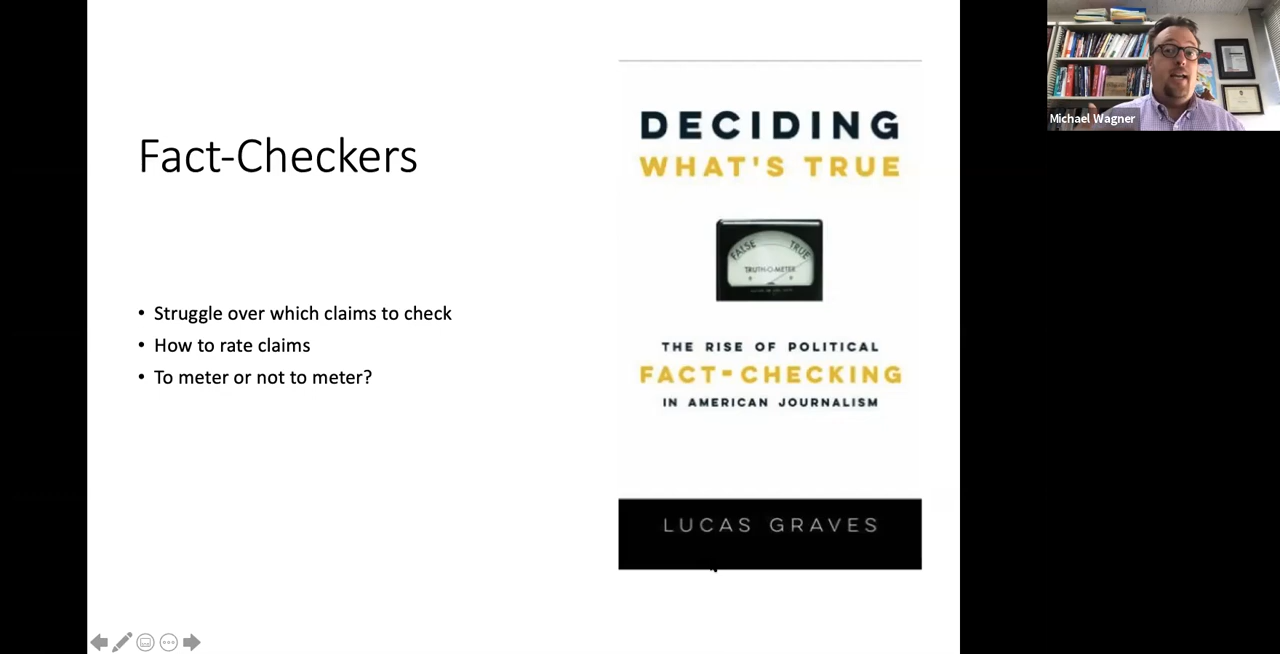 Fact-Checkers
• Struggle over which claims to check
• How to rate claims
• To meter or not to meter?
DECIDING
WHAT'S TRUE
FALSE TRUE
TRUTH-O-METER
THE RISE OF POLITICAL
FACT-CHECKING
IN AMERICAN JOURNALISM
LUCAS GRAVES
Michael Wagner